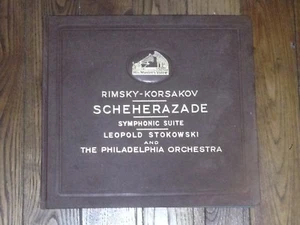 RIMSKY-KORSAKOV
SCHEHERAZADE
SYMPHONIC SUITE
LEOPOLD STOKOWSKI
AND
THE PHILADELPHIA ORCHESTRA